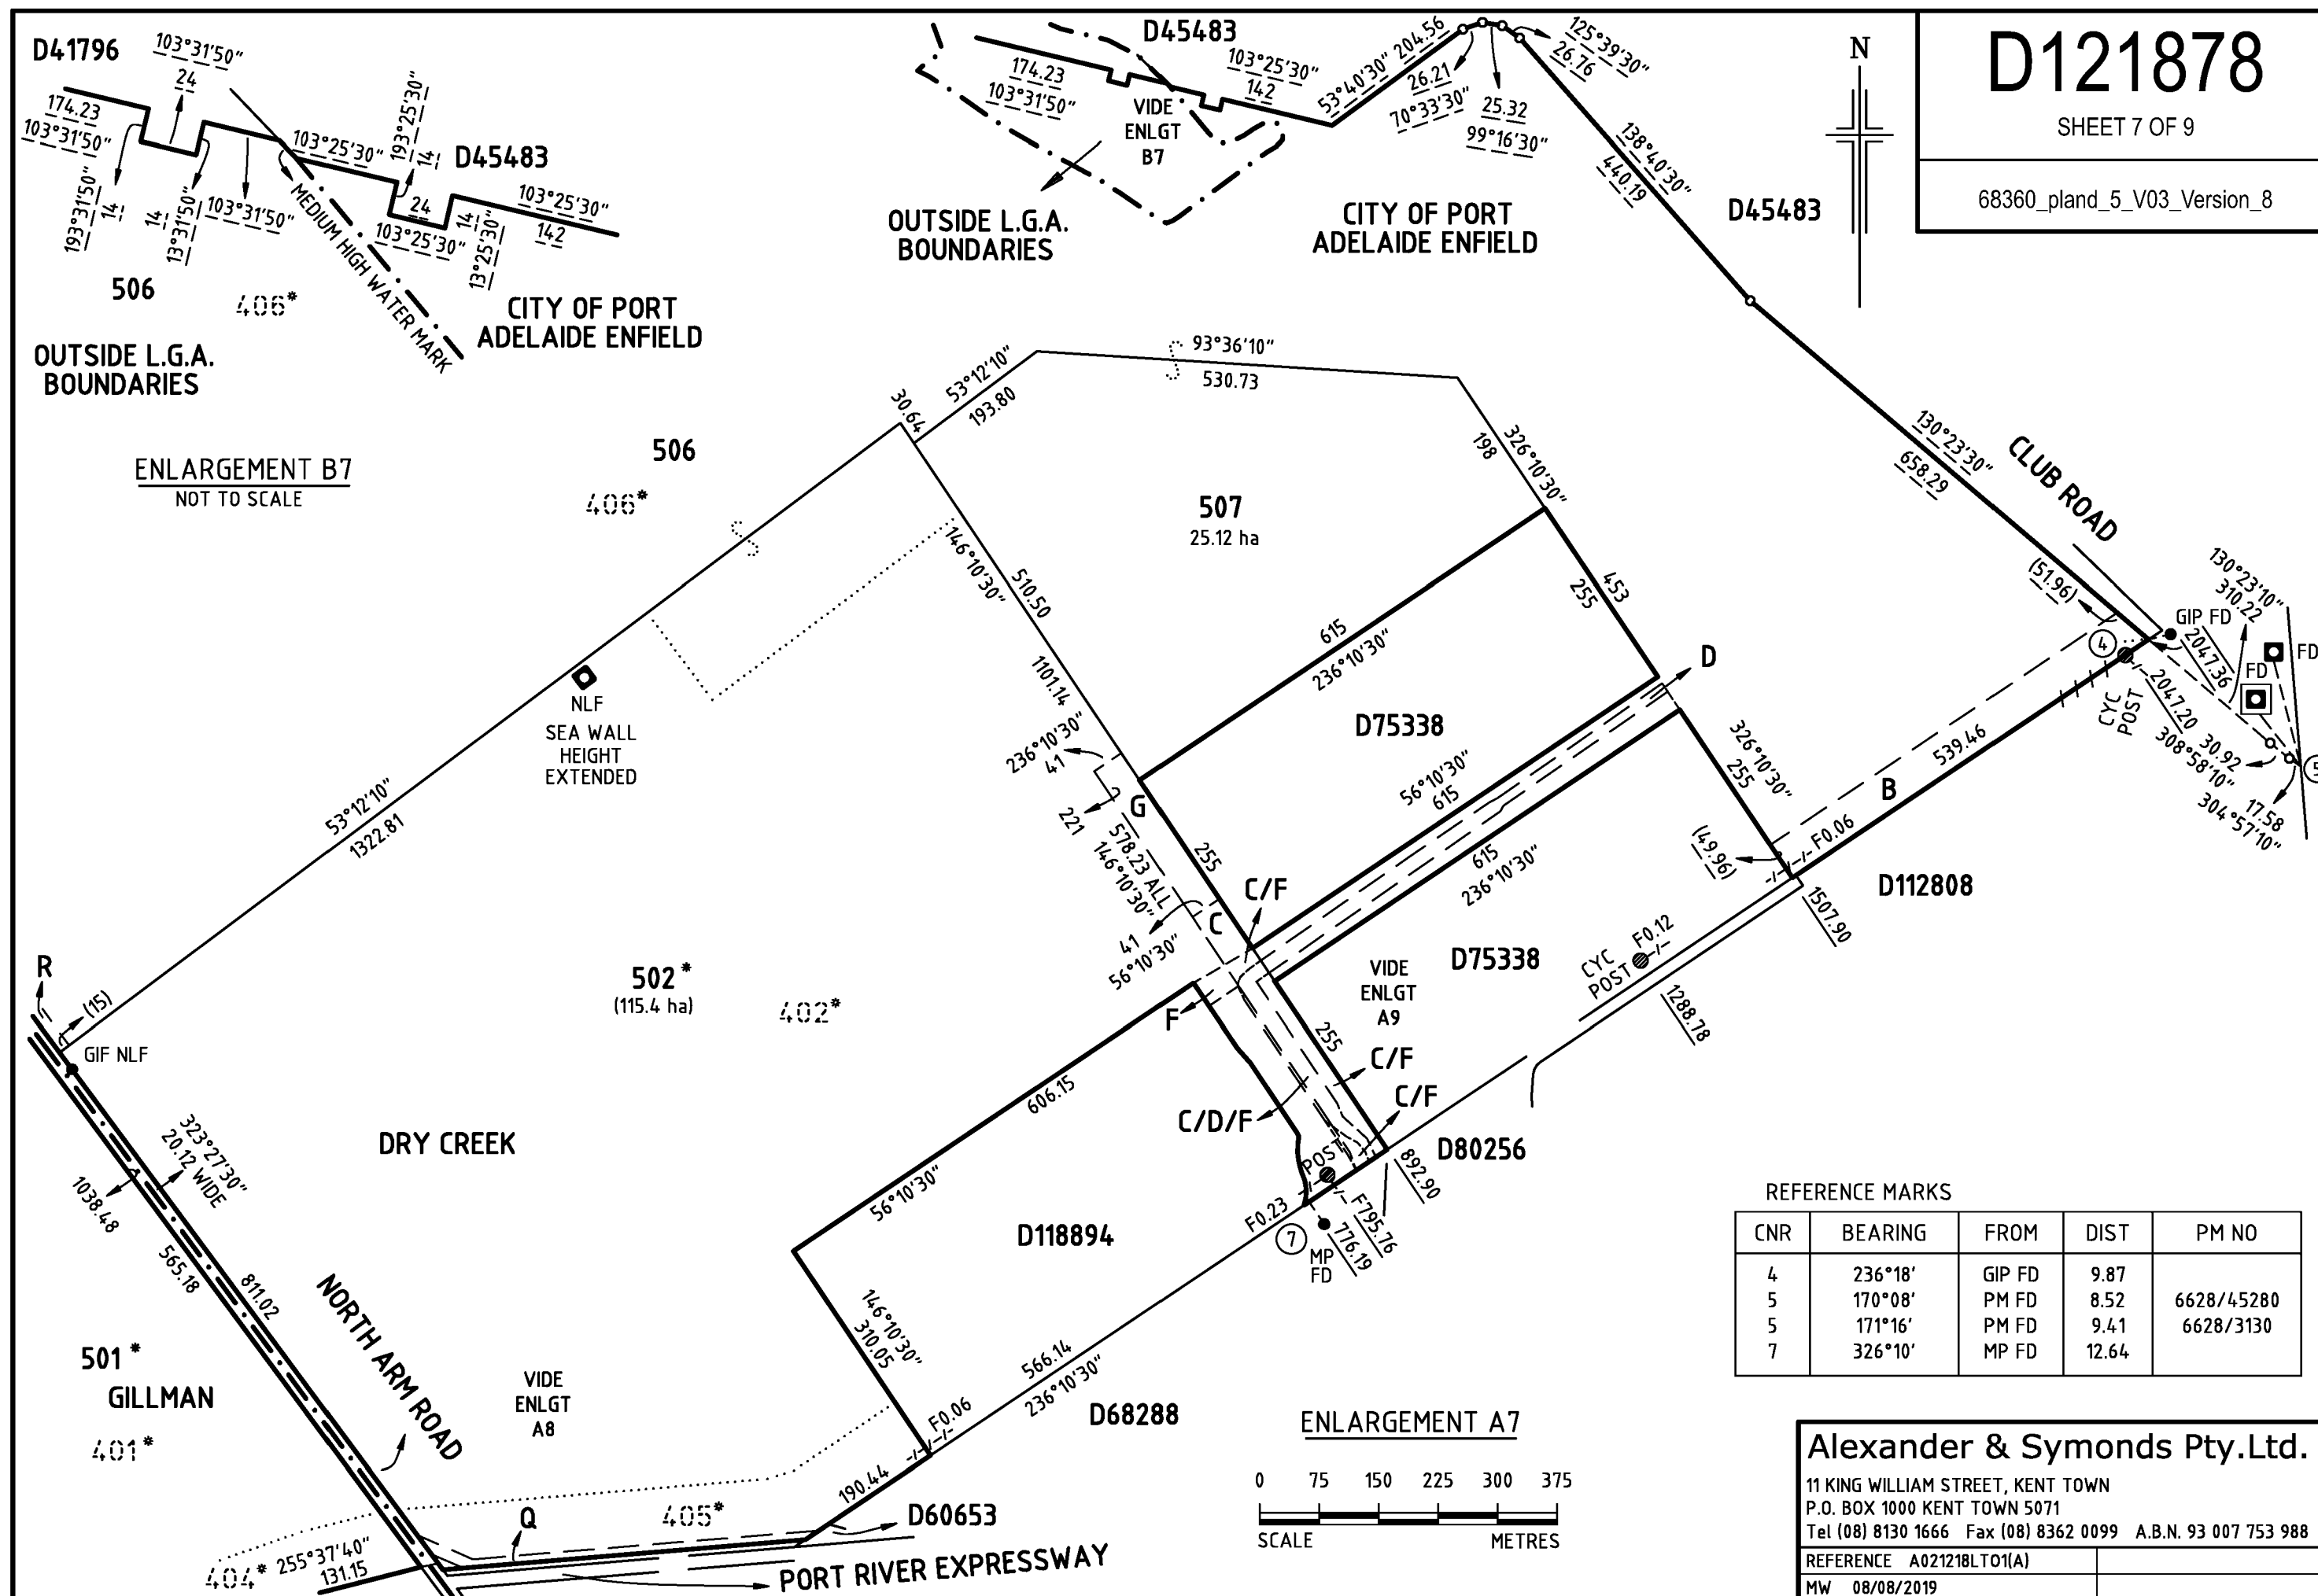 D121878
SHEET 7 OF 9
68360_pland_5_V03_Version_8
N
D41796
103°31'50"
24
174.23
103°31'50"
193°31'50"
14
14
13°31'50"
103°31'50"
103°25'30"
193°25'30"
14
D45483
24
103°25'30"
14
13°25'30"
103°25'30"
142
MEDIUM HIGH WATER MARK
506
406*
CITY OF PORT
ADELAIDE ENFIELD
OUTSIDE L.G.A.
BOUNDARIES
ENLARGEMENT B7
NOT TO SCALE
D45483
174.23
103°31'50"
103°25'30"
142
VIDE
ENLGT
B7
53°40'30" 204.56
26.21
70°33'30"
25.32
99°16'30"
125°39'30"
26.76
138°40'30"
440.19
OUTSIDE L.G.A.
BOUNDARIES
CITY OF PORT
ADELAIDE ENFIELD
D45483
130°23'30"
658.29
CLUB ROAD
(51.96)
130°23'10"
310.22
GIP FD
FD
FD
4
2047.36
2047.20
308°58'10"
30.92
17.58
304°57'10"
5
CYC
POST
539.46
B
F0.06
(49.96)
D112808
1507.90
506
406*
30.64
53°12'10"
193.80
93°36'10"
530.73
198
326°10'30"
507
25.12 ha
146°10'30"
510.50
1101.14
615
236°10'30"
453
255
D
D75338
NLF
SEA WALL
HEIGHT
EXTENDED
236°10'30"
41
G
221
578.23 ALL
146°10'30"
255
56°10'30"
615
326°10'30"
255
615
236°10'30"
C/F
C
41
56°10'30"
53°12'10"
1322.81
502*
(115.4 ha)
402*
F
VIDE
ENLGT
A9
D75338
CYC
POST
F0.12
1288.78
R
(15)
GIF NLF
255
C/F
C/F
C/D/F
606.15
56°10'30"
DRY CREEK
323°27'30"
20.12 WIDE
1038.48
565.18
811.02
POST
D80256
892.90
F0.23
7
F795.76
776.19
MP
FD
D118894
146°10'30"
310.05
NORTH ARM ROAD
501*
GILLMAN
401*
VIDE
ENLGT
A8
566.14
236°10'30"
F0.06
D68288
190.44
Q
405*
D60653
404*
255°37'40"
131.15
PORT RIVER EXPRESSWAY
ENLARGEMENT A7
0 75 150 225 300 375
SCALE METRES
REFERENCE MARKS
CNR BEARING FROM DIST PM NO
4 236°18' GIP FD 9.87
5 170°08' PM FD 8.52 6628/45280
5 171°16' PM FD 9.41 6628/3130
7 326°10' MP FD 12.64
Alexander & Symonds Pty.Ltd.
11 KING WILLIAM STREET, KENT TOWN
P.O. BOX 1000 KENT TOWN 5071
Tel (08) 8130 1666 Fax (08) 8362 0099 A.B.N. 93 007 753 988
REFERENCE A021218LTO1(A)
MW 08/08/2019